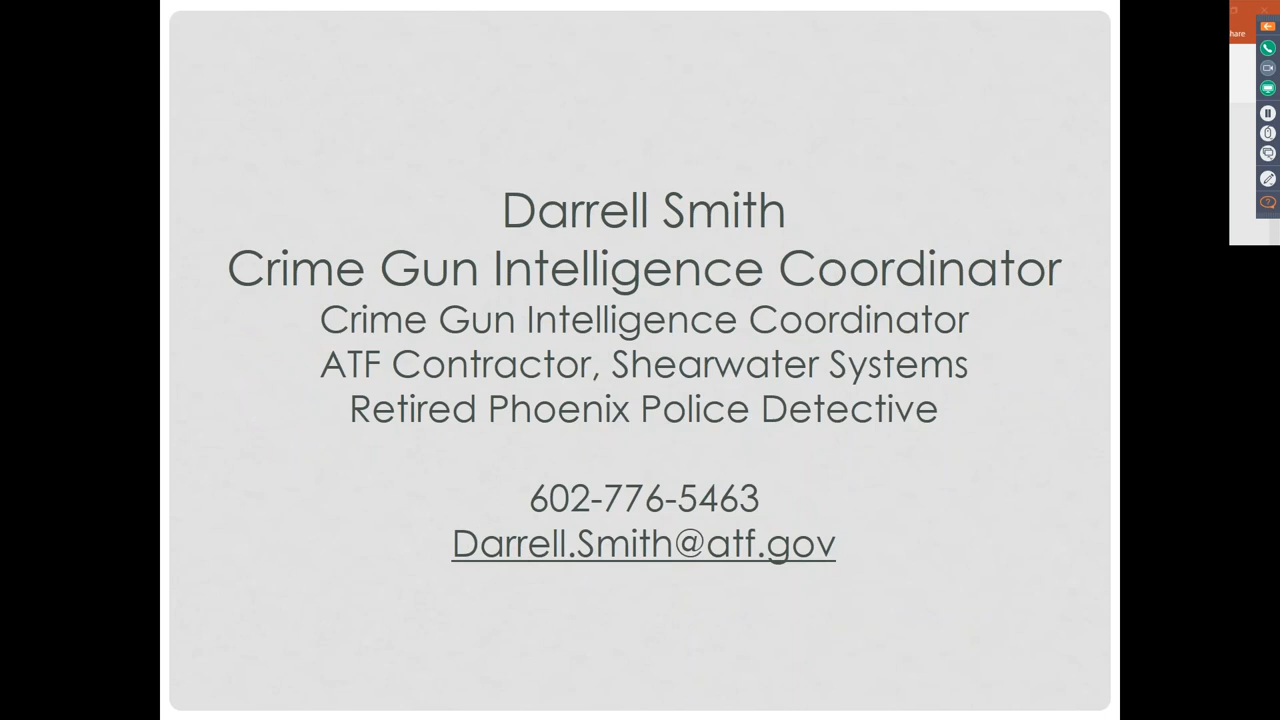 Darrell Smith
Crime Gun Intelligence Coordinator
Crime Gun Intelligence Coordinator
ATF Contractor, Shearwater Systems
Retired Phoenix Police Detective
602-776-5463
Darrell.Smith@atf.gov
hare